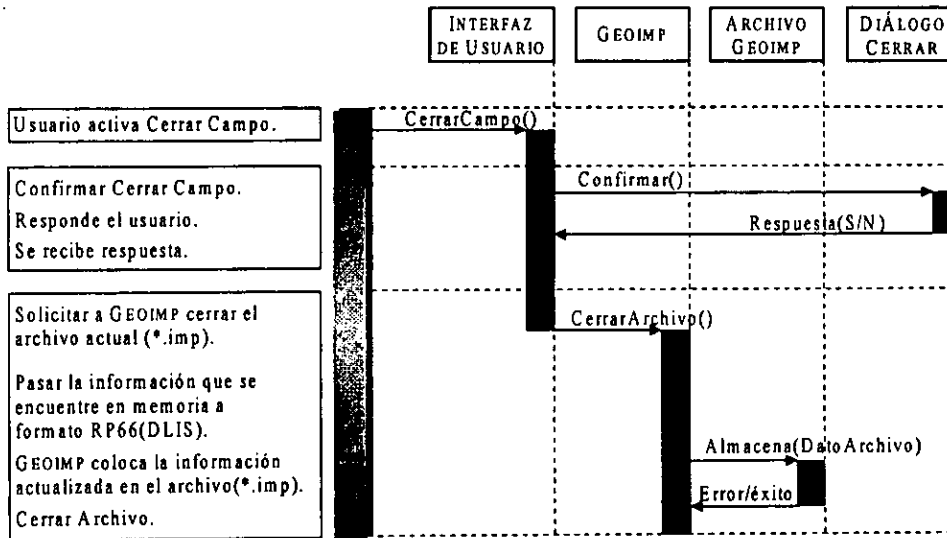 INTERFAZ
DE USUARIO
GEOIMP
ARCHIVO
GEOIMP
DIÁLOGO
CERRAR
Usuario activa Cerrar Campo.
CerrarCampo()
Confirmar Cerrar Campo.
Responde el usuario.
Se recibe respuesta.
Confirmar()
Respuesta(S/N)
Solicitar a GEOIMP cerrar el
archivo actual (*.imp).
Pasar la información que se
encuentre en memoria a
formato RP66(DLIS).
GEOIMP coloca la información
actualizada en el archivo(*.imp).
Cerrar Archivo.
CerrarArchivo()
Almacena(DatoArchivo)
Error/éxito